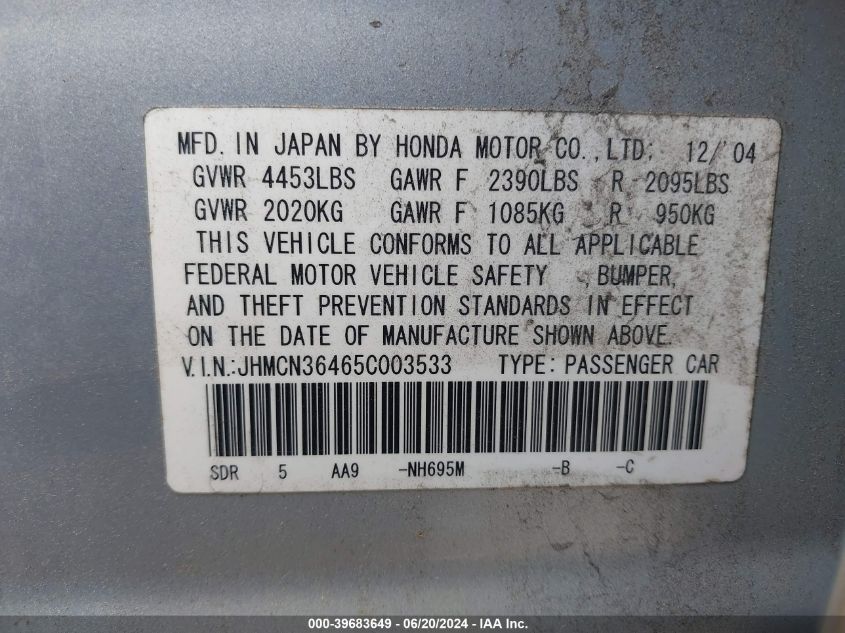 MFD. IN JAPAN BY HONDA MOTOR CO., LTD. 12/'04
GVWR 4453LBS GAWR F 2390LBS R 2095LBS
GVWR 2020KG GAWR F 1085KG R 950KG
THIS VEHICLE CONFORMS TO ALL APPLICABLE
FEDERAL MOTOR VEHICLE SAFETY , BUMPER,
AND THEFT PREVENTION STANDARDS IN EFFECT
ON THE DATE OF MANUFACTURE SHOWN ABOVE.
V.I.N.:JHMCN36465C003533 TYPE: PASSENGER CAR
SDR 5 AA9 -NH695M -B -C
000-39683649 - 06/20/2024 - IAA Inc.